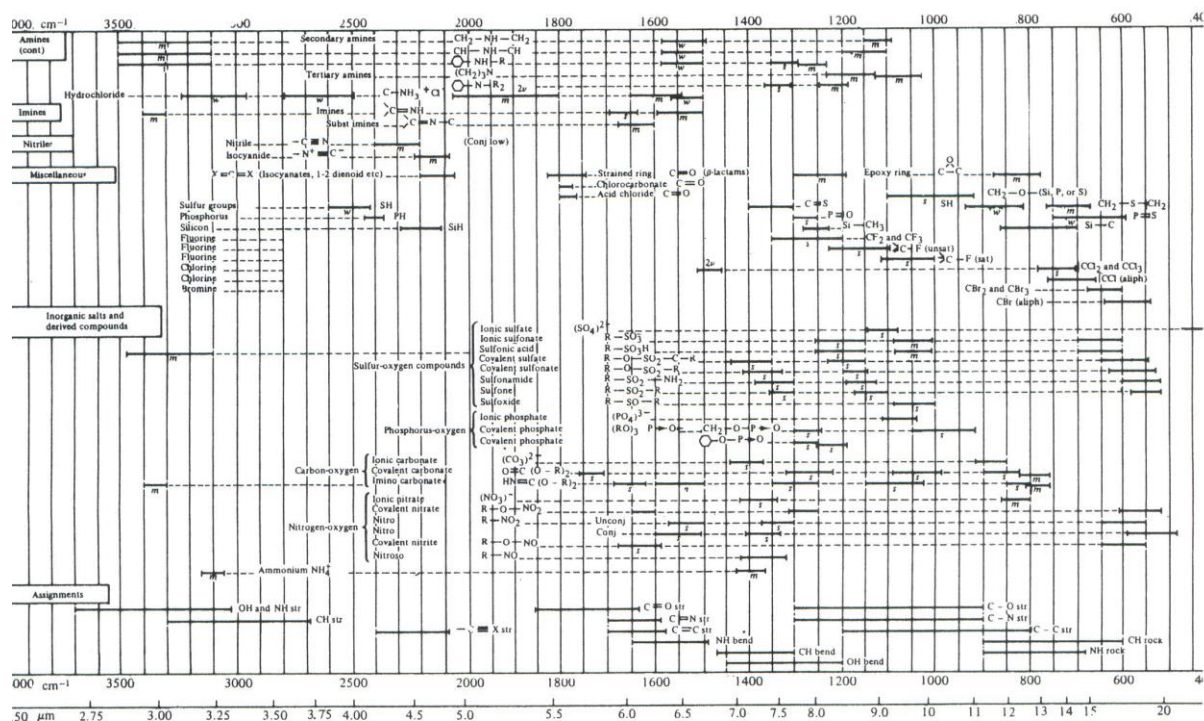 000. cm⁻¹ 3500 3000 2500 2000 1800 1600 1400 1200 1000 800 600 400
Amines (cont)
Secondary amines CH₂ — NH — CH₂
CH — NH — CH
NH — R
Tertiary amines (CH₂)₃N
N — R₂ 2ν
Hydrochloride C — NH₃⁺ Cl⁻
Imines Imines C = NH
Subst imines C = N — C
Nitriles Nitrile — C ≡ N (Conj low)
Isocyanide — N⁺ ≡ C⁻
Miscellaneous X = C = X (Isocyanates, 1-2 dienoid etc) Strained ring C = O (β-lactams) Epoxy ring C — C O
Chlorocarbonate C = O
Acid chloride C = O
Sulfur groups SH C = S SH CH₂ — O — (Si, P, or S) CH₂ — S — CH₂
Phosphorus PH P = O P = S
Silicon SiH Si — CH₃ Si — C
Fluorine CF₂ and CF₃
Fluorine C — F (unsat)
Fluorine C — F (sat)
Chlorine 2ν CCl₂ and CCl₃
Chlorine CCl (aliph)
Bromine CBr₂ and CBr₃
CBr (aliph)
Inorganic salts and
derived compounds
Sulfur-oxygen compounds
Ionic sulfate (SO₄)²⁻
Ionic sulfonate R — SO₃⁻
Sulfonic acid R — SO₃H
Covalent sulfate R — O — SO₂ — C — R
Covalent sulfonate R — O — SO₂ — R
Sulfonamide R — SO₂ — NH₂
Sulfone R — SO₂ — R
Sulfoxide R — SO — R
Phosphorus-oxygen
Ionic phosphate (PO₄)³⁻
Covalent phosphate (RO)₃ P → O CH₂ — O — P → O
Covalent phosphate O — P → O
Carbon-oxygen
Ionic carbonate (CO₃)²⁻
Covalent carbonate O = C (O — R)₂
Imino carbonate HN = C (O — R)₂
Nitrogen-oxygen
Ionic nitrate (NO₃)⁻
Covalent nitrate R — O — NO₂
Nitro R — NO₂ Unconj
Nitro Conj
Covalent nitrite R — O — NO
Nitroso R — NO
Ammonium NH₄⁺
Assignments
OH and NH str C = O str C — O str
CH str C = N str C — N str
X str C = C str C — C str
NH bend CH rock
CH bend NH rock
OH bend
000 cm⁻¹ 3500 3000 2500 2000 1800 1600 1400 1200 1000 800 600 400
.50 μm 2.75 3.00 3.25 3.50 3.75 4.00 4.5 5.0 5.5 6.0 6.5 7.0 7.5 8.0 9.0 10 11 12 13 14 15 20